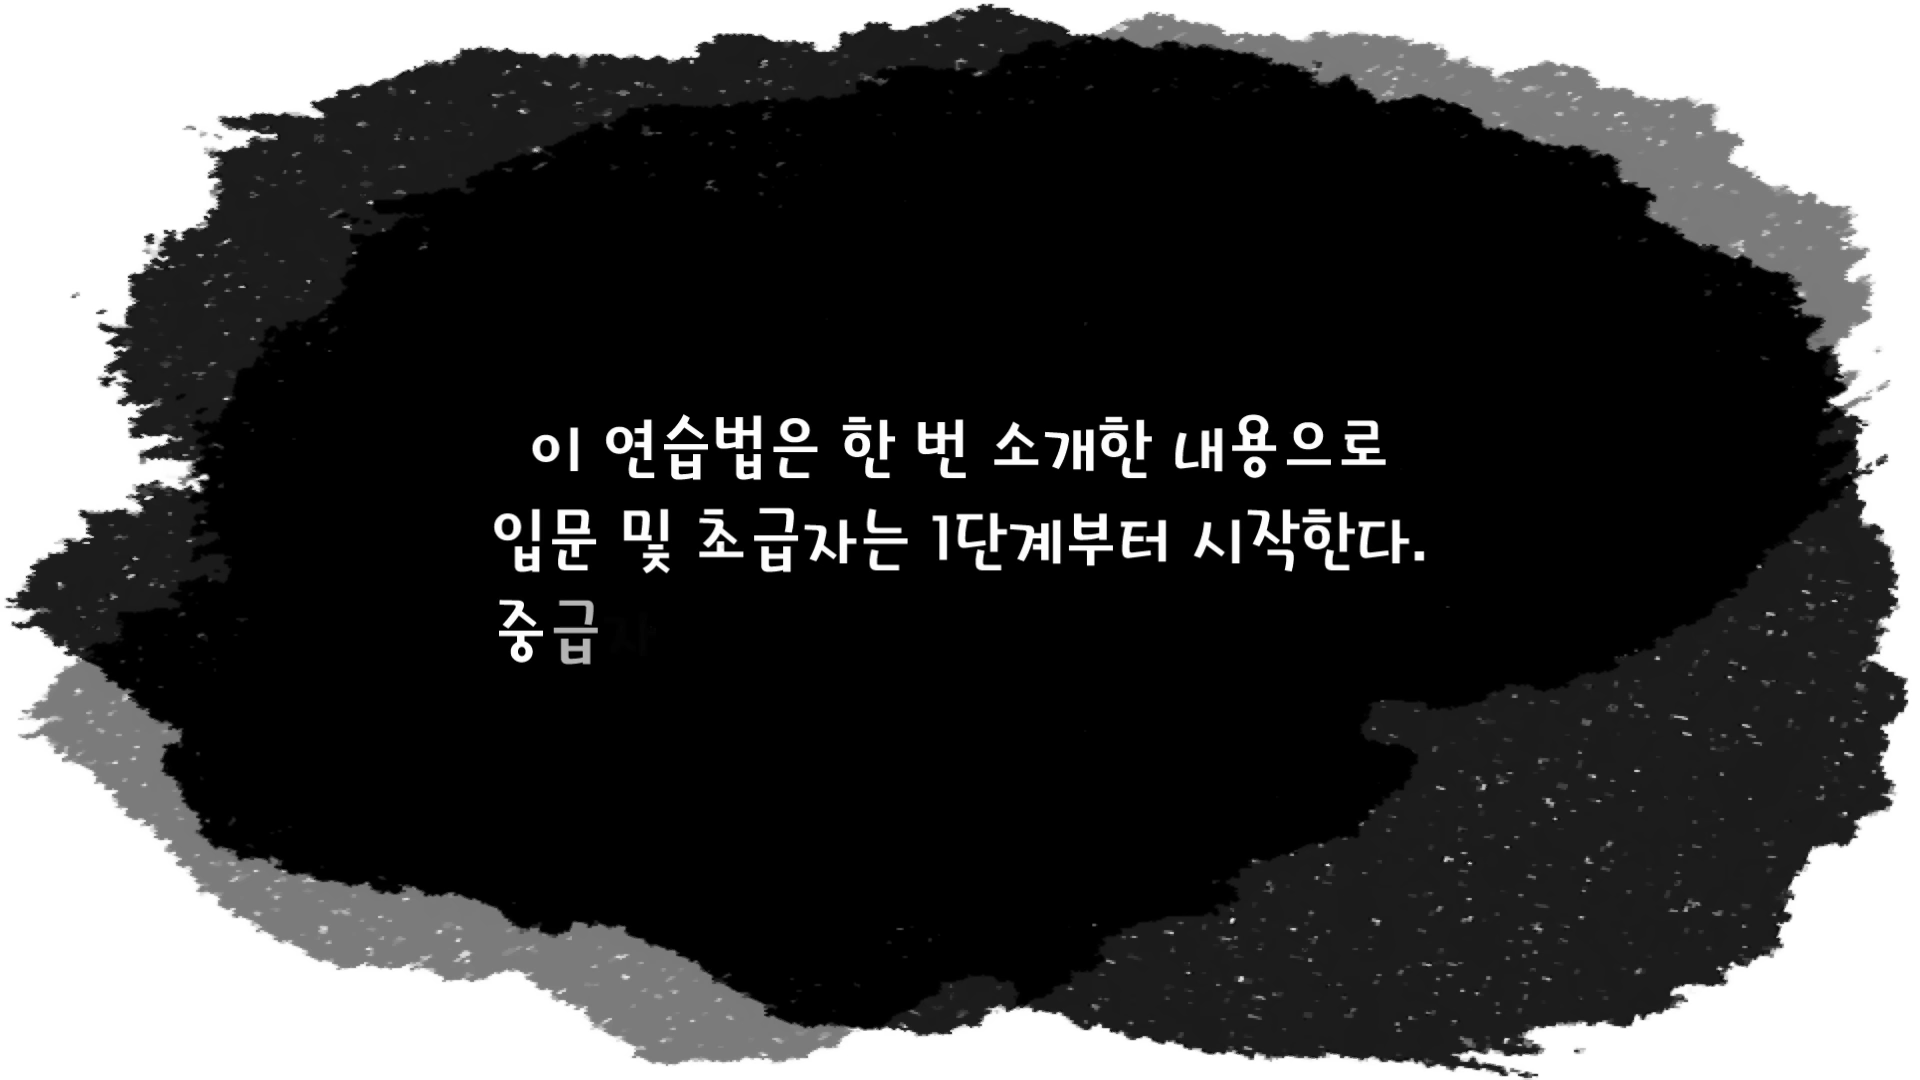 이 연습법은 한 번 소개한 내용으로
입문 및 초급자는 1단계부터 시작한다.
중급자